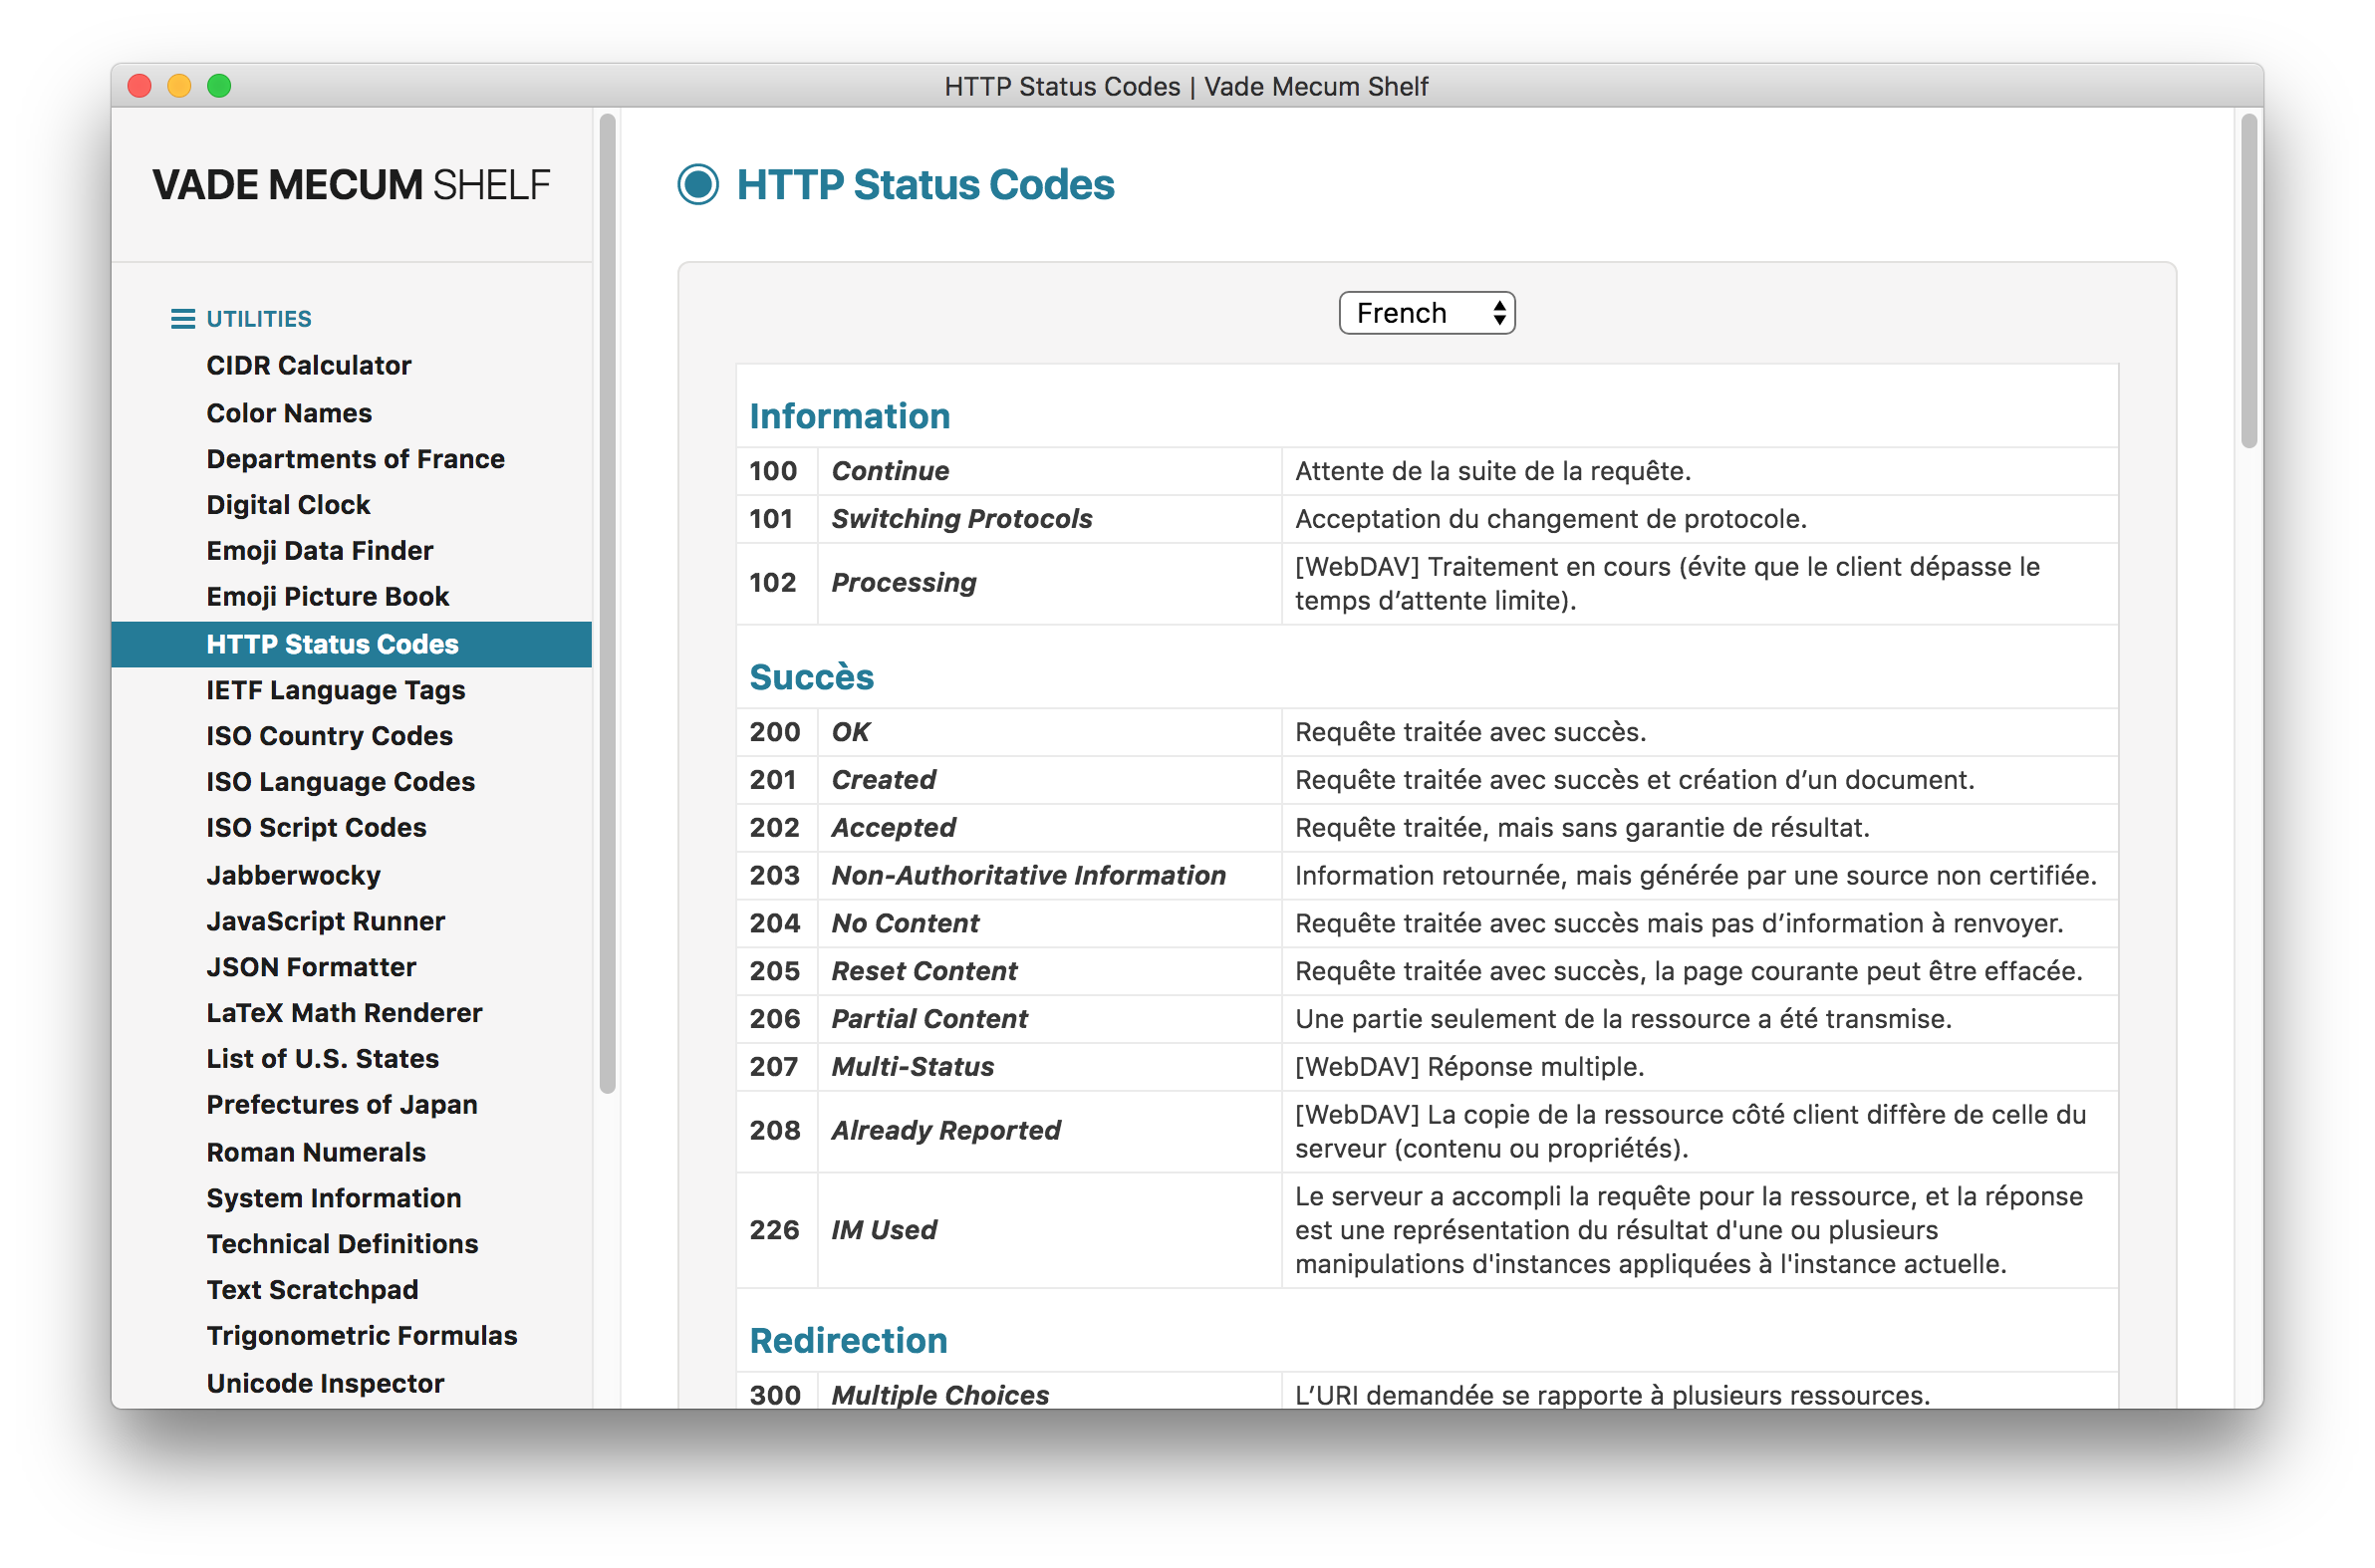 HTTP Status Codes | Vade Mecum Shelf
VADE MECUM SHELF
UTILITIES
CIDR Calculator
Color Names
Departments of France
Digital Clock
Emoji Data Finder
Emoji Picture Book
HTTP Status Codes
IETF Language Tags
ISO Country Codes
ISO Language Codes
ISO Script Codes
Jabberwocky
JavaScript Runner
JSON Formatter
LaTeX Math Renderer
List of U.S. States
Prefectures of Japan
Roman Numerals
System Information
Technical Definitions
Text Scratchpad
Trigonometric Formulas
Unicode Inspector
HTTP Status Codes
French
Information
100 Continue Attente de la suite de la requête.
101 Switching Protocols Acceptation du changement de protocole.
102 Processing [WebDAV] Traitement en cours (évite que le client dépasse le
temps d’attente limite).
Succès
200 OK Requête traitée avec succès.
201 Created Requête traitée avec succès et création d’un document.
202 Accepted Requête traitée, mais sans garantie de résultat.
203 Non-Authoritative Information Information retournée, mais générée par une source non certifiée.
204 No Content Requête traitée avec succès mais pas d’information à renvoyer.
205 Reset Content Requête traitée avec succès, la page courante peut être effacée.
206 Partial Content Une partie seulement de la ressource a été transmise.
207 Multi-Status [WebDAV] Réponse multiple.
208 Already Reported [WebDAV] La copie de la ressource côté client diffère de celle du
serveur (contenu ou propriétés).
226 IM Used Le serveur a accompli la requête pour la ressource, et la réponse
est une représentation du résultat d'une ou plusieurs
manipulations d'instances appliquées à l'instance actuelle.
Redirection
300 Multiple Choices L’URI demandée se rapporte à plusieurs ressources.